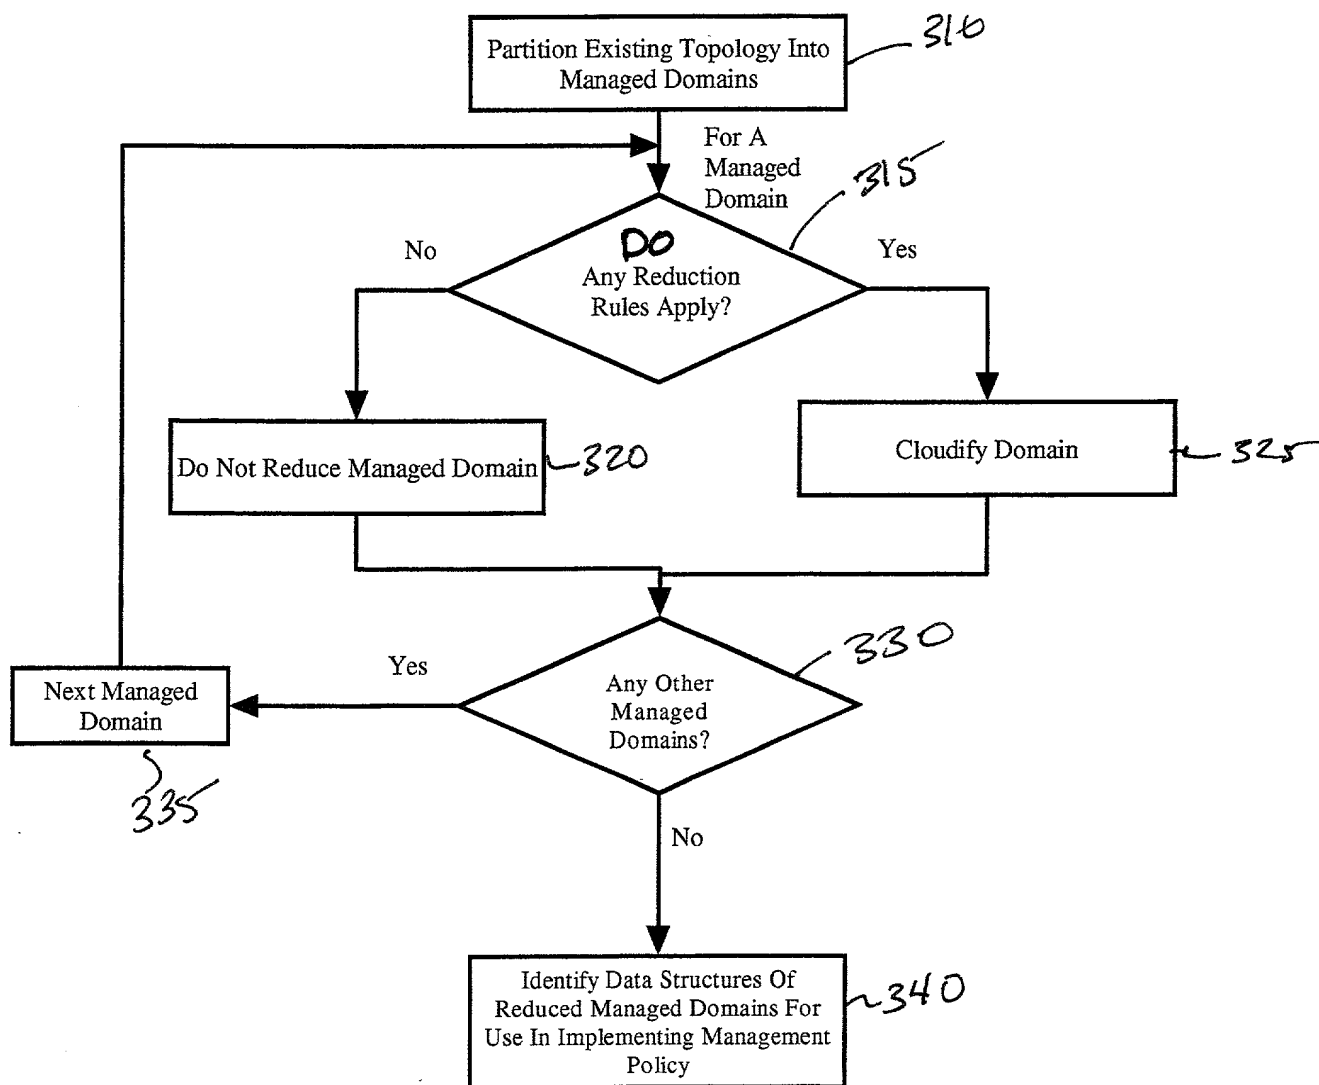 Partition Existing Topology Into
Managed Domains
310
For A
Managed
Domain
315
No
DO
Any Reduction
Rules Apply?
Yes
Do Not Reduce Managed Domain
320
Cloudify Domain
325
330
Yes
Any Other
Managed
Domains?
Next Managed
Domain
335
No
Identify Data Structures Of
Reduced Managed Domains For
Use In Implementing Management
Policy
340